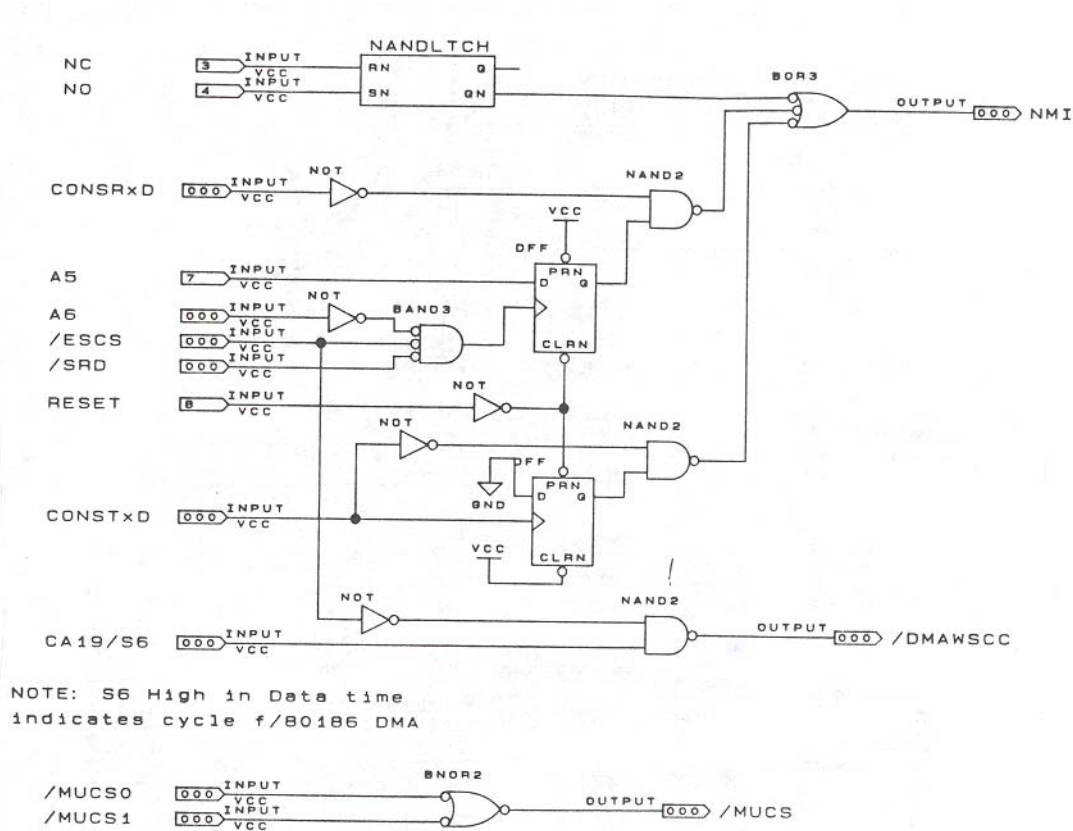 NANDLTCH
NC 3 INPUT VCC RN Q
NO 4 INPUT VCC SN QN
BOR3
OUTPUT 000 NMI
CONSRxD 000 INPUT VCC NOT
NAND2
VCC
DFF
A5 7 INPUT VCC
PRN
D Q
CLRN
A6 000 INPUT VCC NOT
BAND3
/ESCS 000 INPUT VCC
/SRD 000 INPUT VCC
RESET 8 INPUT VCC NOT
NOT
NAND2
DFF
PRN
D Q
CLRN
GND
CONSTxD 000 INPUT VCC
VCC
!
NOT
NAND2
CA19/S6 000 INPUT VCC
OUTPUT 000 /DMAWSCC
NOTE: S6 High in Data time
indicates cycle f/80186 DMA
BNOR2
/MUCS0 000 INPUT VCC
/MUCS1 000 INPUT VCC
OUTPUT 000 /MUCS